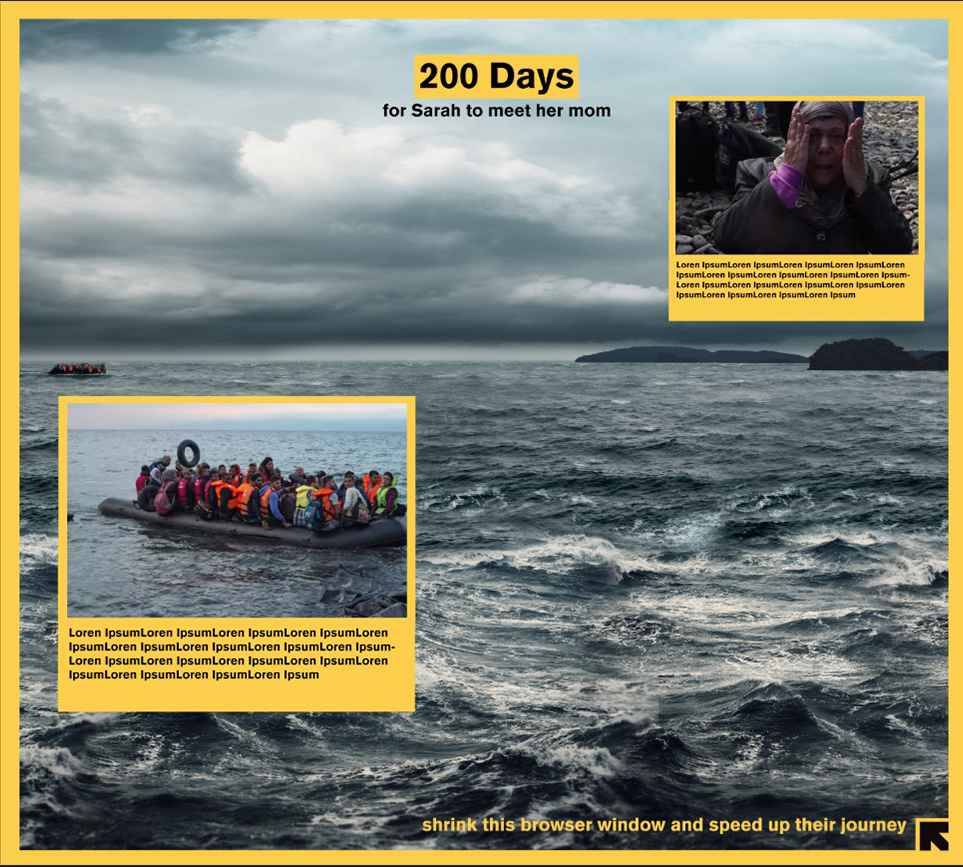 200 Days
for Sarah to meet her mom
Loren IpsumLoren IpsumLoren IpsumLoren IpsumLoren
IpsumLoren IpsumLoren IpsumLoren IpsumLoren Ipsum-
Loren IpsumLoren IpsumLoren IpsumLoren IpsumLoren
IpsumLoren IpsumLoren IpsumLoren Ipsum
Loren IpsumLoren IpsumLoren IpsumLoren IpsumLoren
IpsumLoren IpsumLoren IpsumLoren IpsumLoren Ipsum-
Loren IpsumLoren IpsumLoren IpsumLoren IpsumLoren
IpsumLoren IpsumLoren IpsumLoren Ipsum
shrink this browser window and speed up their journey